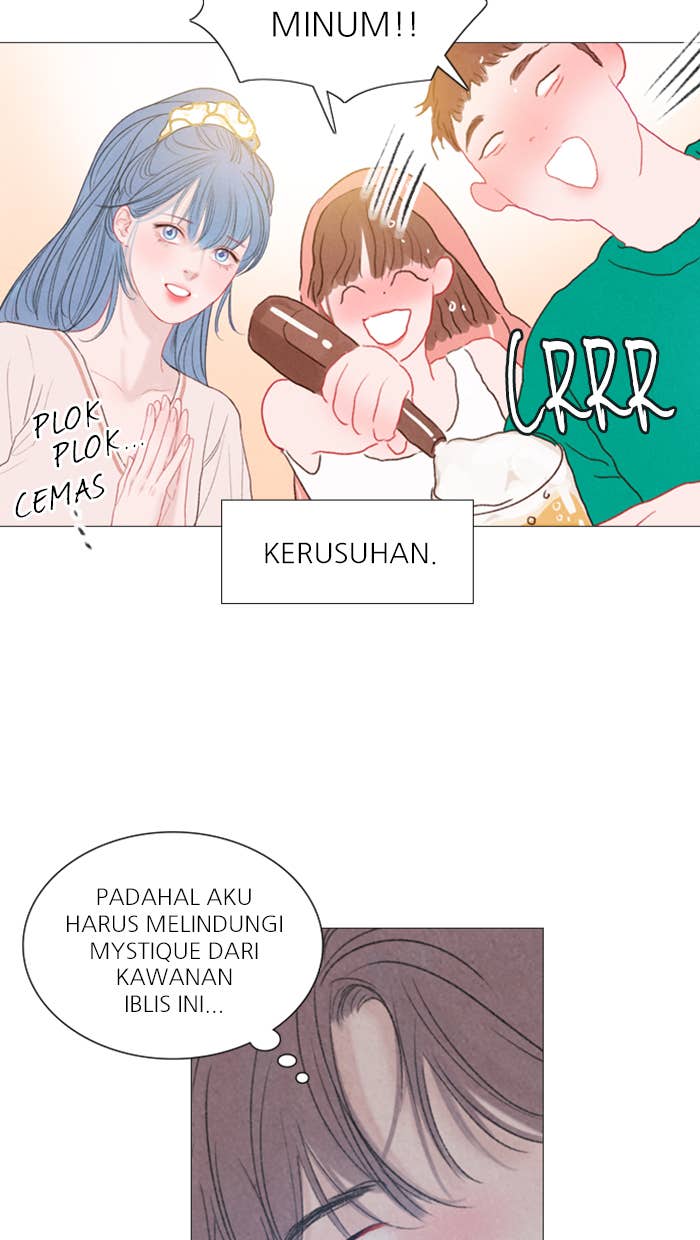 MINUM!!
PLOK
PLOK...
CEMAS
CRRR
KERUSUHAN.
PADAHAL AKU
HARUS MELINDUNGI
MYSTIQUE DARI
KAWANAN
IBLIS INI...